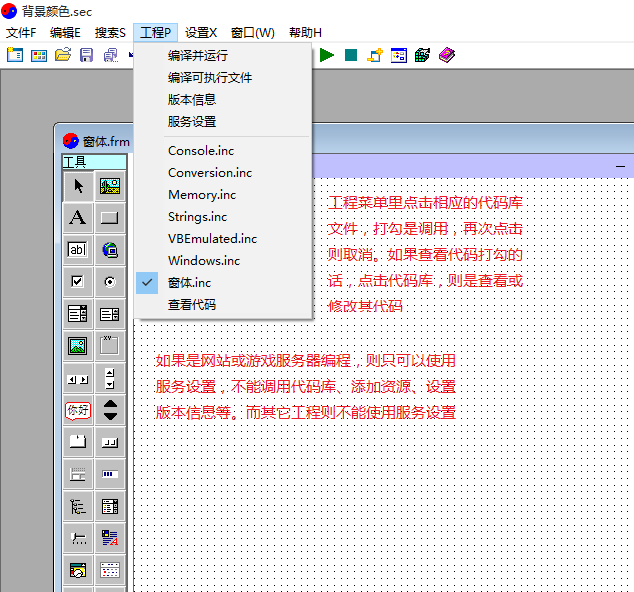 背景颜色.sec
文件F 编辑E 搜索S 工程P 设置X 窗口(W) 帮助H
编译并运行
编译可执行文件
版本信息
服务设置
Console.inc
Conversion.inc
Memory.inc
Strings.inc
VBEmulated.inc
Windows.inc
窗体.inc
查看代码
窗体.frm
工具
A
ab
xv
你好
工程菜单里点击相应的代码库
文件，打勾是调用，再次点击
则取消。如果查看代码打勾的
话，点击代码库，则是查看或
修改其代码
如果是网站或游戏服务器编程，则只可以使用
服务设置，不能调用代码库、添加资源、设置
版本信息等。而其它工程则不能使用服务设置